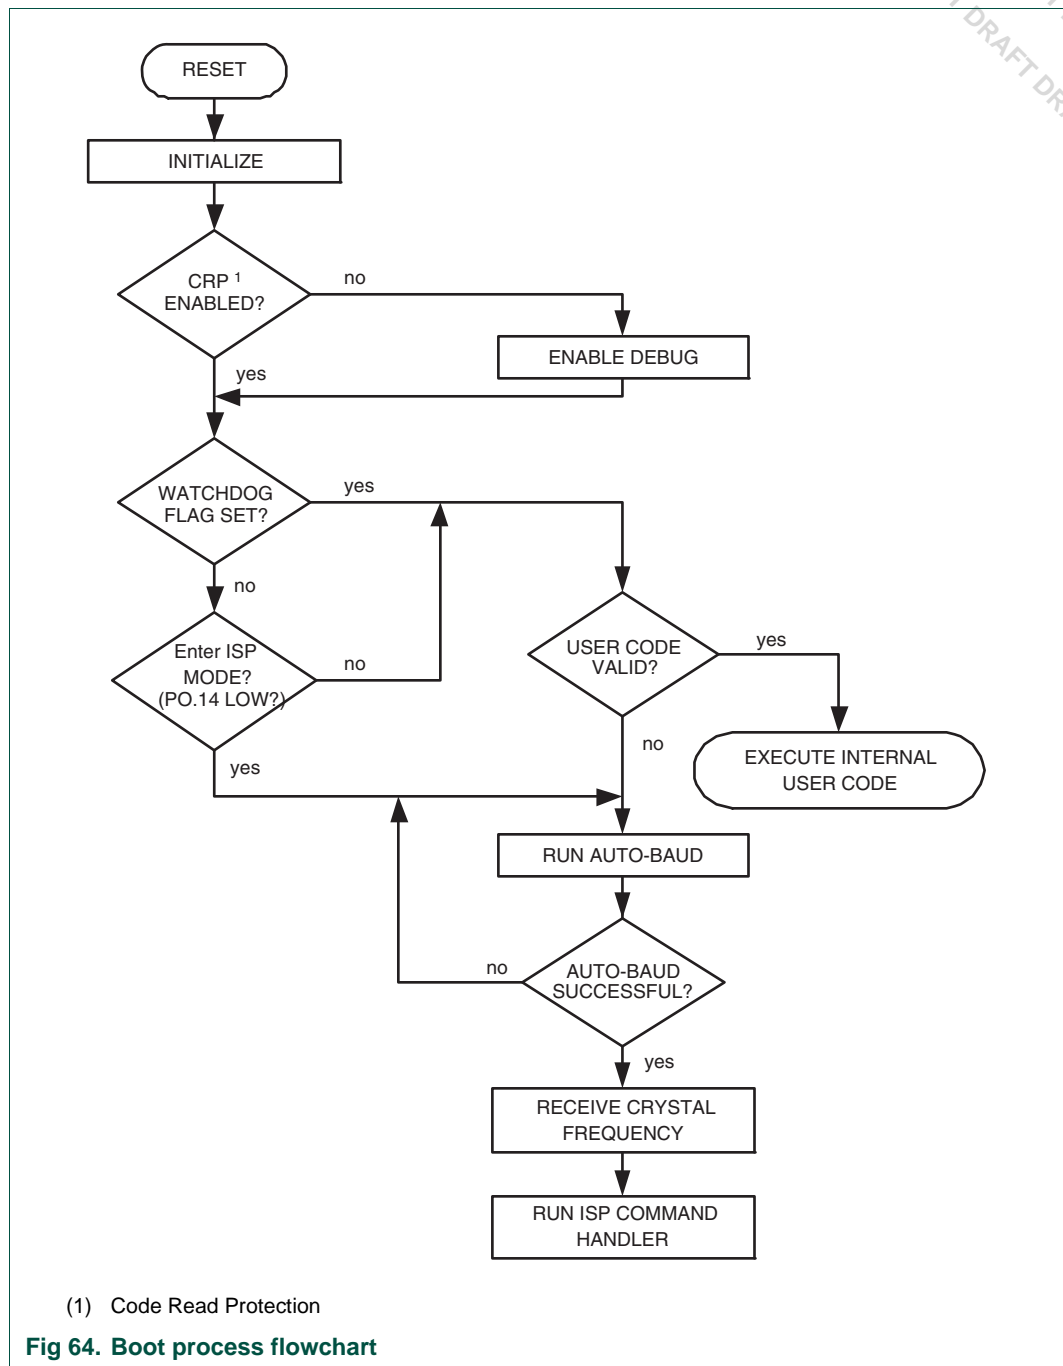 DRAFT DRA
RESET
INITIALIZE
CRP 1
ENABLED?
no
ENABLE DEBUG
yes
WATCHDOG
FLAG SET?
yes
no
Enter ISP
MODE?
(PO.14 LOW?)
no
USER CODE
VALID?
yes
no
EXECUTE INTERNAL
USER CODE
yes
RUN AUTO-BAUD
AUTO-BAUD
SUCCESSFUL?
no
yes
RECEIVE CRYSTAL
FREQUENCY
RUN ISP COMMAND
HANDLER
(1) Code Read Protection
Fig 64. Boot process flowchart